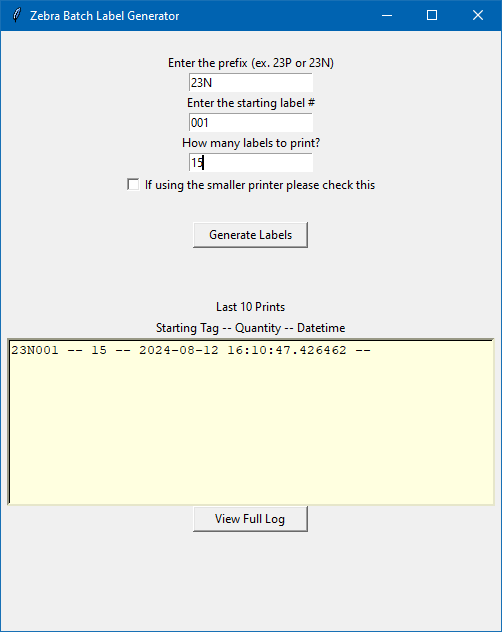 Zebra Batch Label Generator
Enter the prefix (ex. 23P or 23N)
23N
Enter the starting label #
001
How many labels to print?
15
If using the smaller printer please check this
Generate Labels
Last 10 Prints
Starting Tag -- Quantity -- Datetime
23N001 -- 15 -- 2024-08-12 16:10:47.426462 --
View Full Log